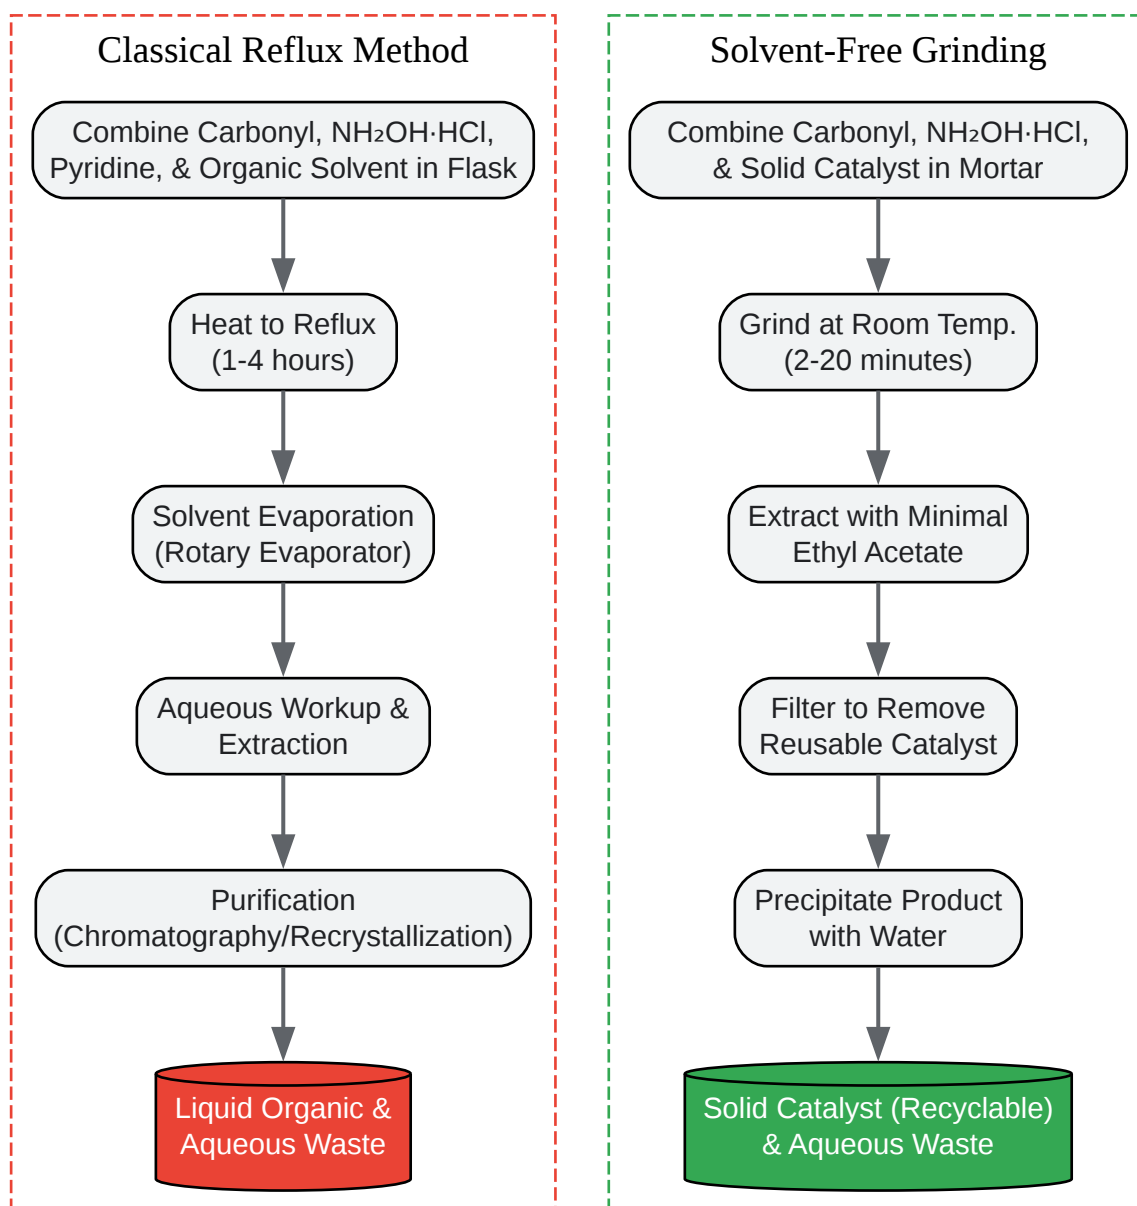 Classical Reflux Method
Combine Carbonyl, NH₂OH·HCl,
Pyridine, & Organic Solvent in Flask
Heat to Reflux
(1-4 hours)
Solvent Evaporation
(Rotary Evaporator)
Aqueous Workup &
Extraction
Purification
(Chromatography/Recrystallization)
Liquid Organic &
Aqueous Waste
Solvent-Free Grinding
Combine Carbonyl, NH₂OH·HCl,
& Solid Catalyst in Mortar
Grind at Room Temp.
(2-20 minutes)
Extract with Minimal
Ethyl Acetate
Filter to Remove
Reusable Catalyst
Precipitate Product
with Water
Solid Catalyst (Recyclable)
& Aqueous Waste